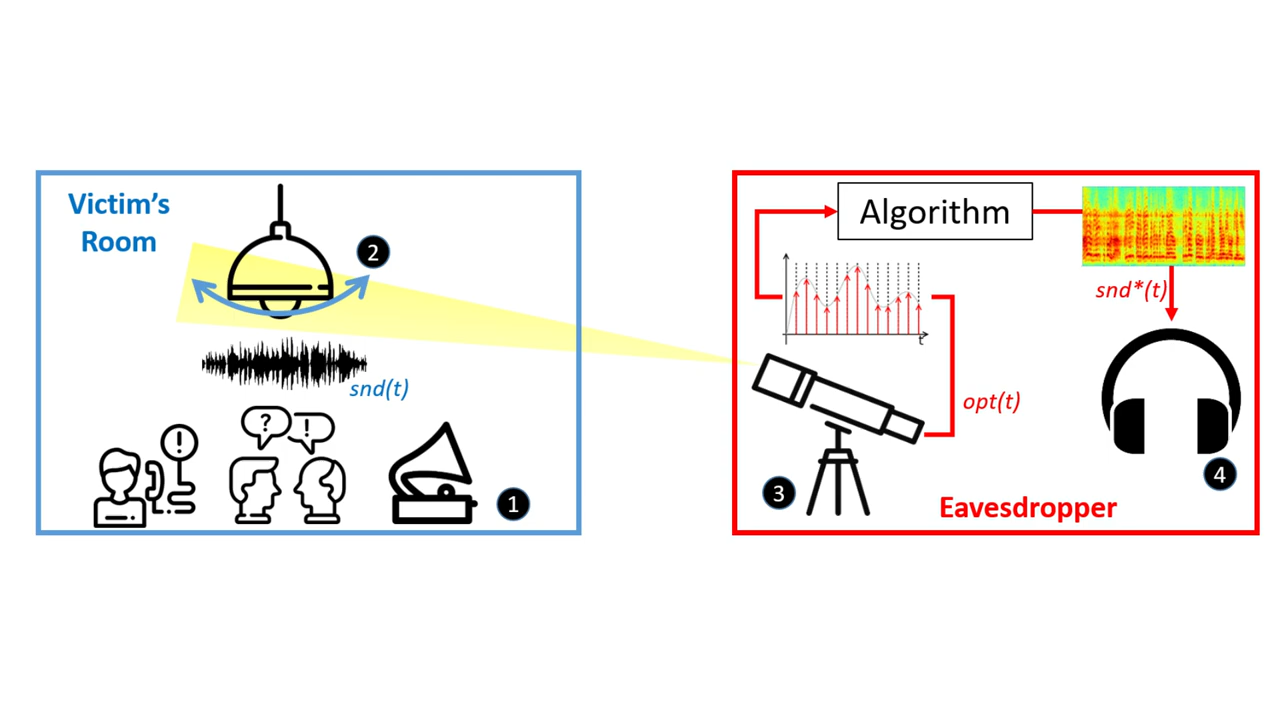 Victim's
Room
2
snd(t)
?
!
!
1
Algorithm
snd*(t)
t
opt(t)
3
4
Eavesdropper